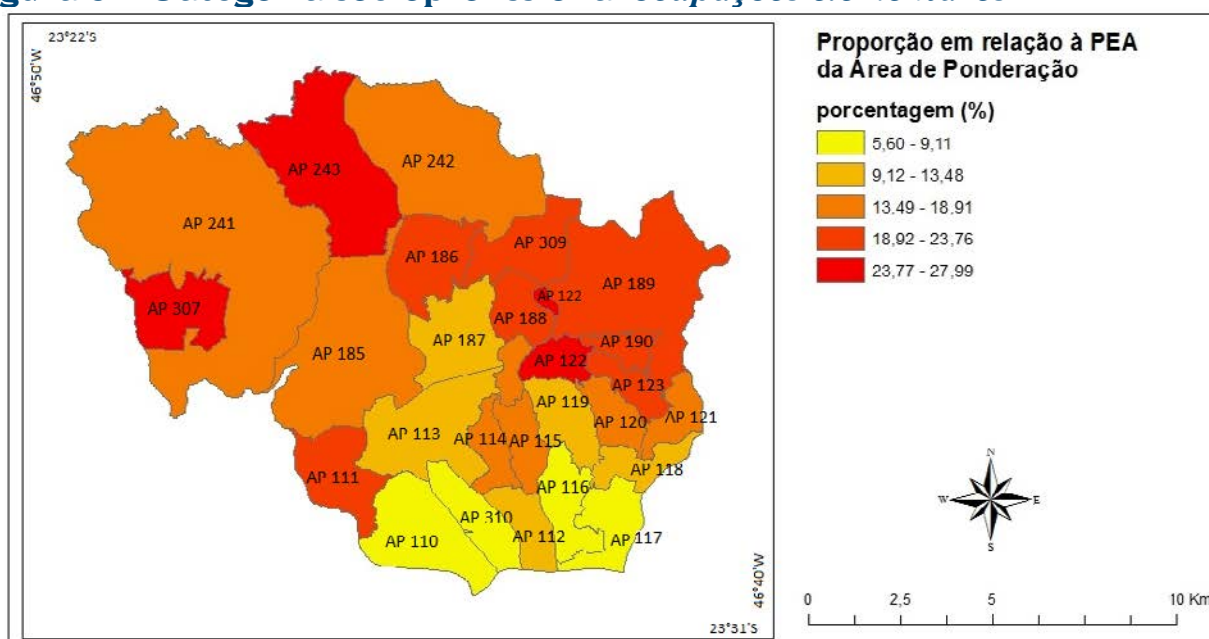 23°22'S
46°50'W
Proporção em relação à PEA
da Área de Ponderação
porcentagem (%)
5,60 - 9,11
9,12 - 13,48
13,49 - 18,91
18,92 - 23,76
23,77 - 27,99
AP 243
AP 242
AP 241
AP 309
AP 186
AP 189
AP 122
AP 307
AP 188
AP 187
AP 190
AP 185
AP 122
AP 123
AP 119
AP 121
AP 120
AP 113
AP 114
AP 115
AP 118
AP 111
AP 116
AP 310
AP 112
AP 117
AP 110
N
W
E
S
46°40'W
23°31'S
0 2,5 5 10 Km